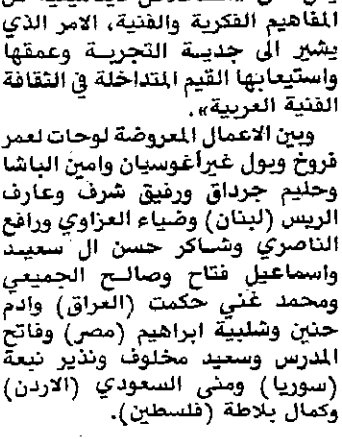 المفاهيم الفكرية والفنية، الامر الذي
يشير الى جدية التجربة وعمقها
واستيعابها القيم المتداخلة في الثقافة
الفنية العربية».
وبين الاعمال المعروضة لوحات لعمر
فروخ وبول غيراغوسيان وامين الباشا
وحليم جرداق ورفيق شرف وعارف
الريس (لبنان) وضياء العزاوي ورافع
الناصري وشاكر حسن ال سعيد
واسماعيل فتاح وصالح الجميعي
ومحمد غني حكمت (العراق) وادم
حنين وشلبية ابراهيم (مصر) وفاتح
المدرس وسعيد مخلوف ونذير نبعة
(سوريا) ومنى السعودي (الاردن)
وكمال بلاطة (فلسطين).